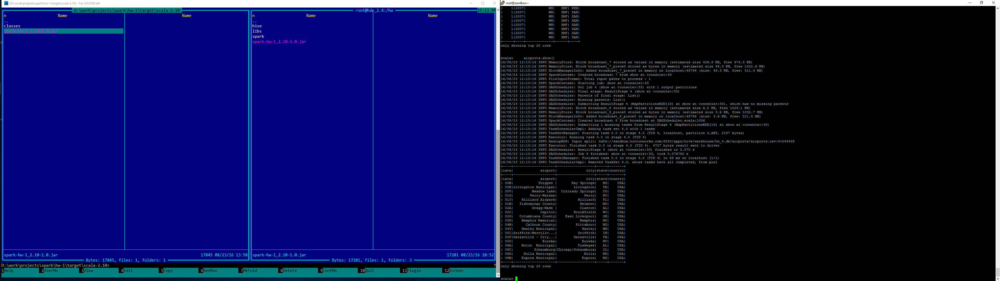 {D:\work\projects\spark\hw-1\target\scala-2.10} - Far 3.0.4700 x64
D:\work\projects\spark\hw-1\target\scala-2.10
n Name Name
..
classes
spark-hw-1_2.10-1.0.jar
spark-hw-1_2.10-1.0.jar 17845 08/23/16 13:58
Bytes: 17845, files: 1, folders: 1
root@hdp_2.4:/hw
15:13 PM
n Name Name
..
hive
libs
spark
spark-hw-1_2.10-1.0.jar
spark-hw-1_2.10-1.0.jar 17281 08/23/16 10:52
Bytes: 17281, files: 1, folders: 3
D:\work\projects\spark\hw-1\target\scala-2.10>
1Help 2UserMn 3View 4Edit 5Copy 6RenMov 7MkFold 8Delete 9ConfMn 10Quit 11Plugin 12Screen
root@sandbox:~
| 1|2007| WN| SMF| PHX|
| 1|2007| WN| SMF| SAN|
| 1|2007| WN| SMF| SAN|
| 1|2007| WN| SMF| SAN|
| 1|2007| WN| SMF| SAN|
| 1|2007| WN| SMF| SAN|
| 1|2007| WN| SMF| SAN|
| 1|2007| WN| SMF| SAN|
+-----+----+-------------+------+----+
only showing top 20 rows
scala> airports.show()
16/08/23 12:13:16 INFO MemoryStore: Block broadcast_7 stored as values in memory (estimated size 456.8 KB, free 974.3 KB)
16/08/23 12:13:16 INFO MemoryStore: Block broadcast_7_piece0 stored as bytes in memory (estimated size 48.3 KB, free 1022.6 KB)
16/08/23 12:13:16 INFO BlockManagerInfo: Added broadcast_7_piece0 in memory on localhost:48794 (size: 48.3 KB, free: 511.4 MB)
16/08/23 12:13:16 INFO SparkContext: Created broadcast 7 from show at <console>:33
16/08/23 12:13:16 INFO FileInputFormat: Total input paths to process : 1
16/08/23 12:13:16 INFO SparkContext: Starting job: show at <console>:33
16/08/23 12:13:16 INFO DAGScheduler: Got job 4 (show at <console>:33) with 1 output partitions
16/08/23 12:13:16 INFO DAGScheduler: Final stage: ResultStage 4 (show at <console>:33)
16/08/23 12:13:16 INFO DAGScheduler: Parents of final stage: List()
16/08/23 12:13:16 INFO DAGScheduler: Missing parents: List()
16/08/23 12:13:16 INFO DAGScheduler: Submitting ResultStage 4 (MapPartitionsRDD[18] at show at <console>:33), which has no missing parents
16/08/23 12:13:16 INFO MemoryStore: Block broadcast_8 stored as values in memory (estimated size 6.5 KB, free 1029.1 KB)
16/08/23 12:13:16 INFO MemoryStore: Block broadcast_8_piece0 stored as bytes in memory (estimated size 3.6 KB, free 1032.7 KB)
16/08/23 12:13:16 INFO BlockManagerInfo: Added broadcast_8_piece0 in memory on localhost:48794 (size: 3.6 KB, free: 511.4 MB)
16/08/23 12:13:16 INFO SparkContext: Created broadcast 8 from broadcast at DAGScheduler.scala:1006
16/08/23 12:13:16 INFO DAGScheduler: Submitting 1 missing tasks from ResultStage 4 (MapPartitionsRDD[18] at show at <console>:33)
16/08/23 12:13:16 INFO TaskSchedulerImpl: Adding task set 4.0 with 1 tasks
16/08/23 12:13:16 INFO TaskSetManager: Starting task 0.0 in stage 4.0 (TID 4, localhost, partition 0,ANY, 2187 bytes)
16/08/23 12:13:16 INFO Executor: Running task 0.0 in stage 4.0 (TID 4)
16/08/23 12:13:16 INFO HadoopRDD: Input split: hdfs://sandbox.hortonworks.com:8020/apps/hive/warehouse/hw_4.db/airports/airports.csv:0+244438
16/08/23 12:13:16 INFO Executor: Finished task 0.0 in stage 4.0 (TID 4). 4727 bytes result sent to driver
16/08/23 12:13:16 INFO DAGScheduler: ResultStage 4 (show at <console>:33) finished in 0.070 s
16/08/23 12:13:16 INFO DAGScheduler: Job 4 finished: show at <console>:33, took 0.076780 s
16/08/23 12:13:16 INFO TaskSetManager: Finished task 0.0 in stage 4.0 (TID 4) in 69 ms on localhost (1/1)
16/08/23 12:13:16 INFO TaskSchedulerImpl: Removed TaskSet 4.0, whose tasks have all completed, from pool
+----+--------------------+------------------+-----+-------+
|iata| airport| city|state|country|
+----+--------------------+------------------+-----+-------+
|iata| airport| city|state|country|
| 00M| Thigpen | Bay Springs| MS| USA|
| 00R|Livingston Municipal| Livingston| TX| USA|
| 00V| Meadow Lake| Colorado Springs| CO| USA|
| 01G| Perry-Warsaw| Perry| NY| USA|
| 01J| Hilliard Airpark| Hilliard| FL| USA|
| 01M| Tishomingo County| Belmont| MS| USA|
| 02A| Gragg-Wade | Clanton| AL| USA|
| 02C| Capitol| Brookfield| WI| USA|
| 02G| Columbiana County| East Liverpool| OH| USA|
| 03D| Memphis Memorial| Memphis| MO| USA|
| 04M| Calhoun County| Pittsboro| MS| USA|
| 04Y| Hawley Municipal| Hawley| MN| USA|
| 05C|Griffith-Merrillv...| Griffith| IN| USA|
| 05F|Gatesville - City...| Gatesville| TX| USA|
| 05U| Eureka| Eureka| NV| USA|
| 06A| Moton  Municipal| Tuskegee| AL| USA|
| 06C| Schaumburg|Chicago/Schaumburg| IL| USA|
| 06D| Rolla Municipal| Rolla| ND| USA|
| 06M| Eupora Municipal| Eupora| MS| USA|
+----+--------------------+------------------+-----+-------+
only showing top 20 rows
scala>